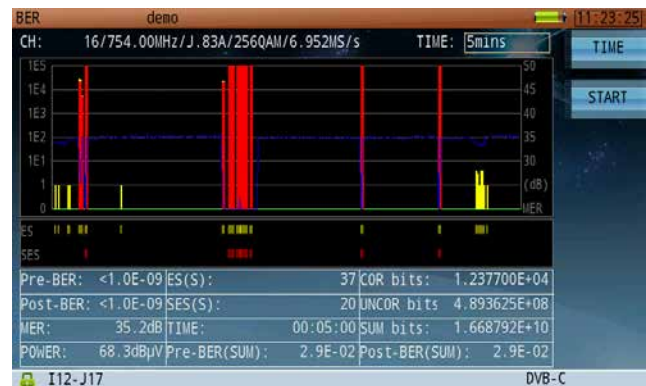 BER demo [11:23:25]
CH: 16/754.00MHz/J.83A/256QAM/6.952MS/s TIME: 5mins
TIME
START
1E5 50
1E4 45
1E3 40
1E2 35
1E1 30
1 (dB)
0 MER
ES
SES
Pre-BER: <1.0E-09 ES(S): 37 COR bits: 1.237700E+04
Post-BER: <1.0E-09 SES(S): 20 UNCOR bits 4.893625E+08
MER: 35.2dB TIME: 00:05:00 SUM bits: 1.668792E+10
POWER: 68.3dBµV Pre-BER(SUM): 2.9E-02 Post-BER(SUM): 2.9E-02
I12-J17 DVB-C